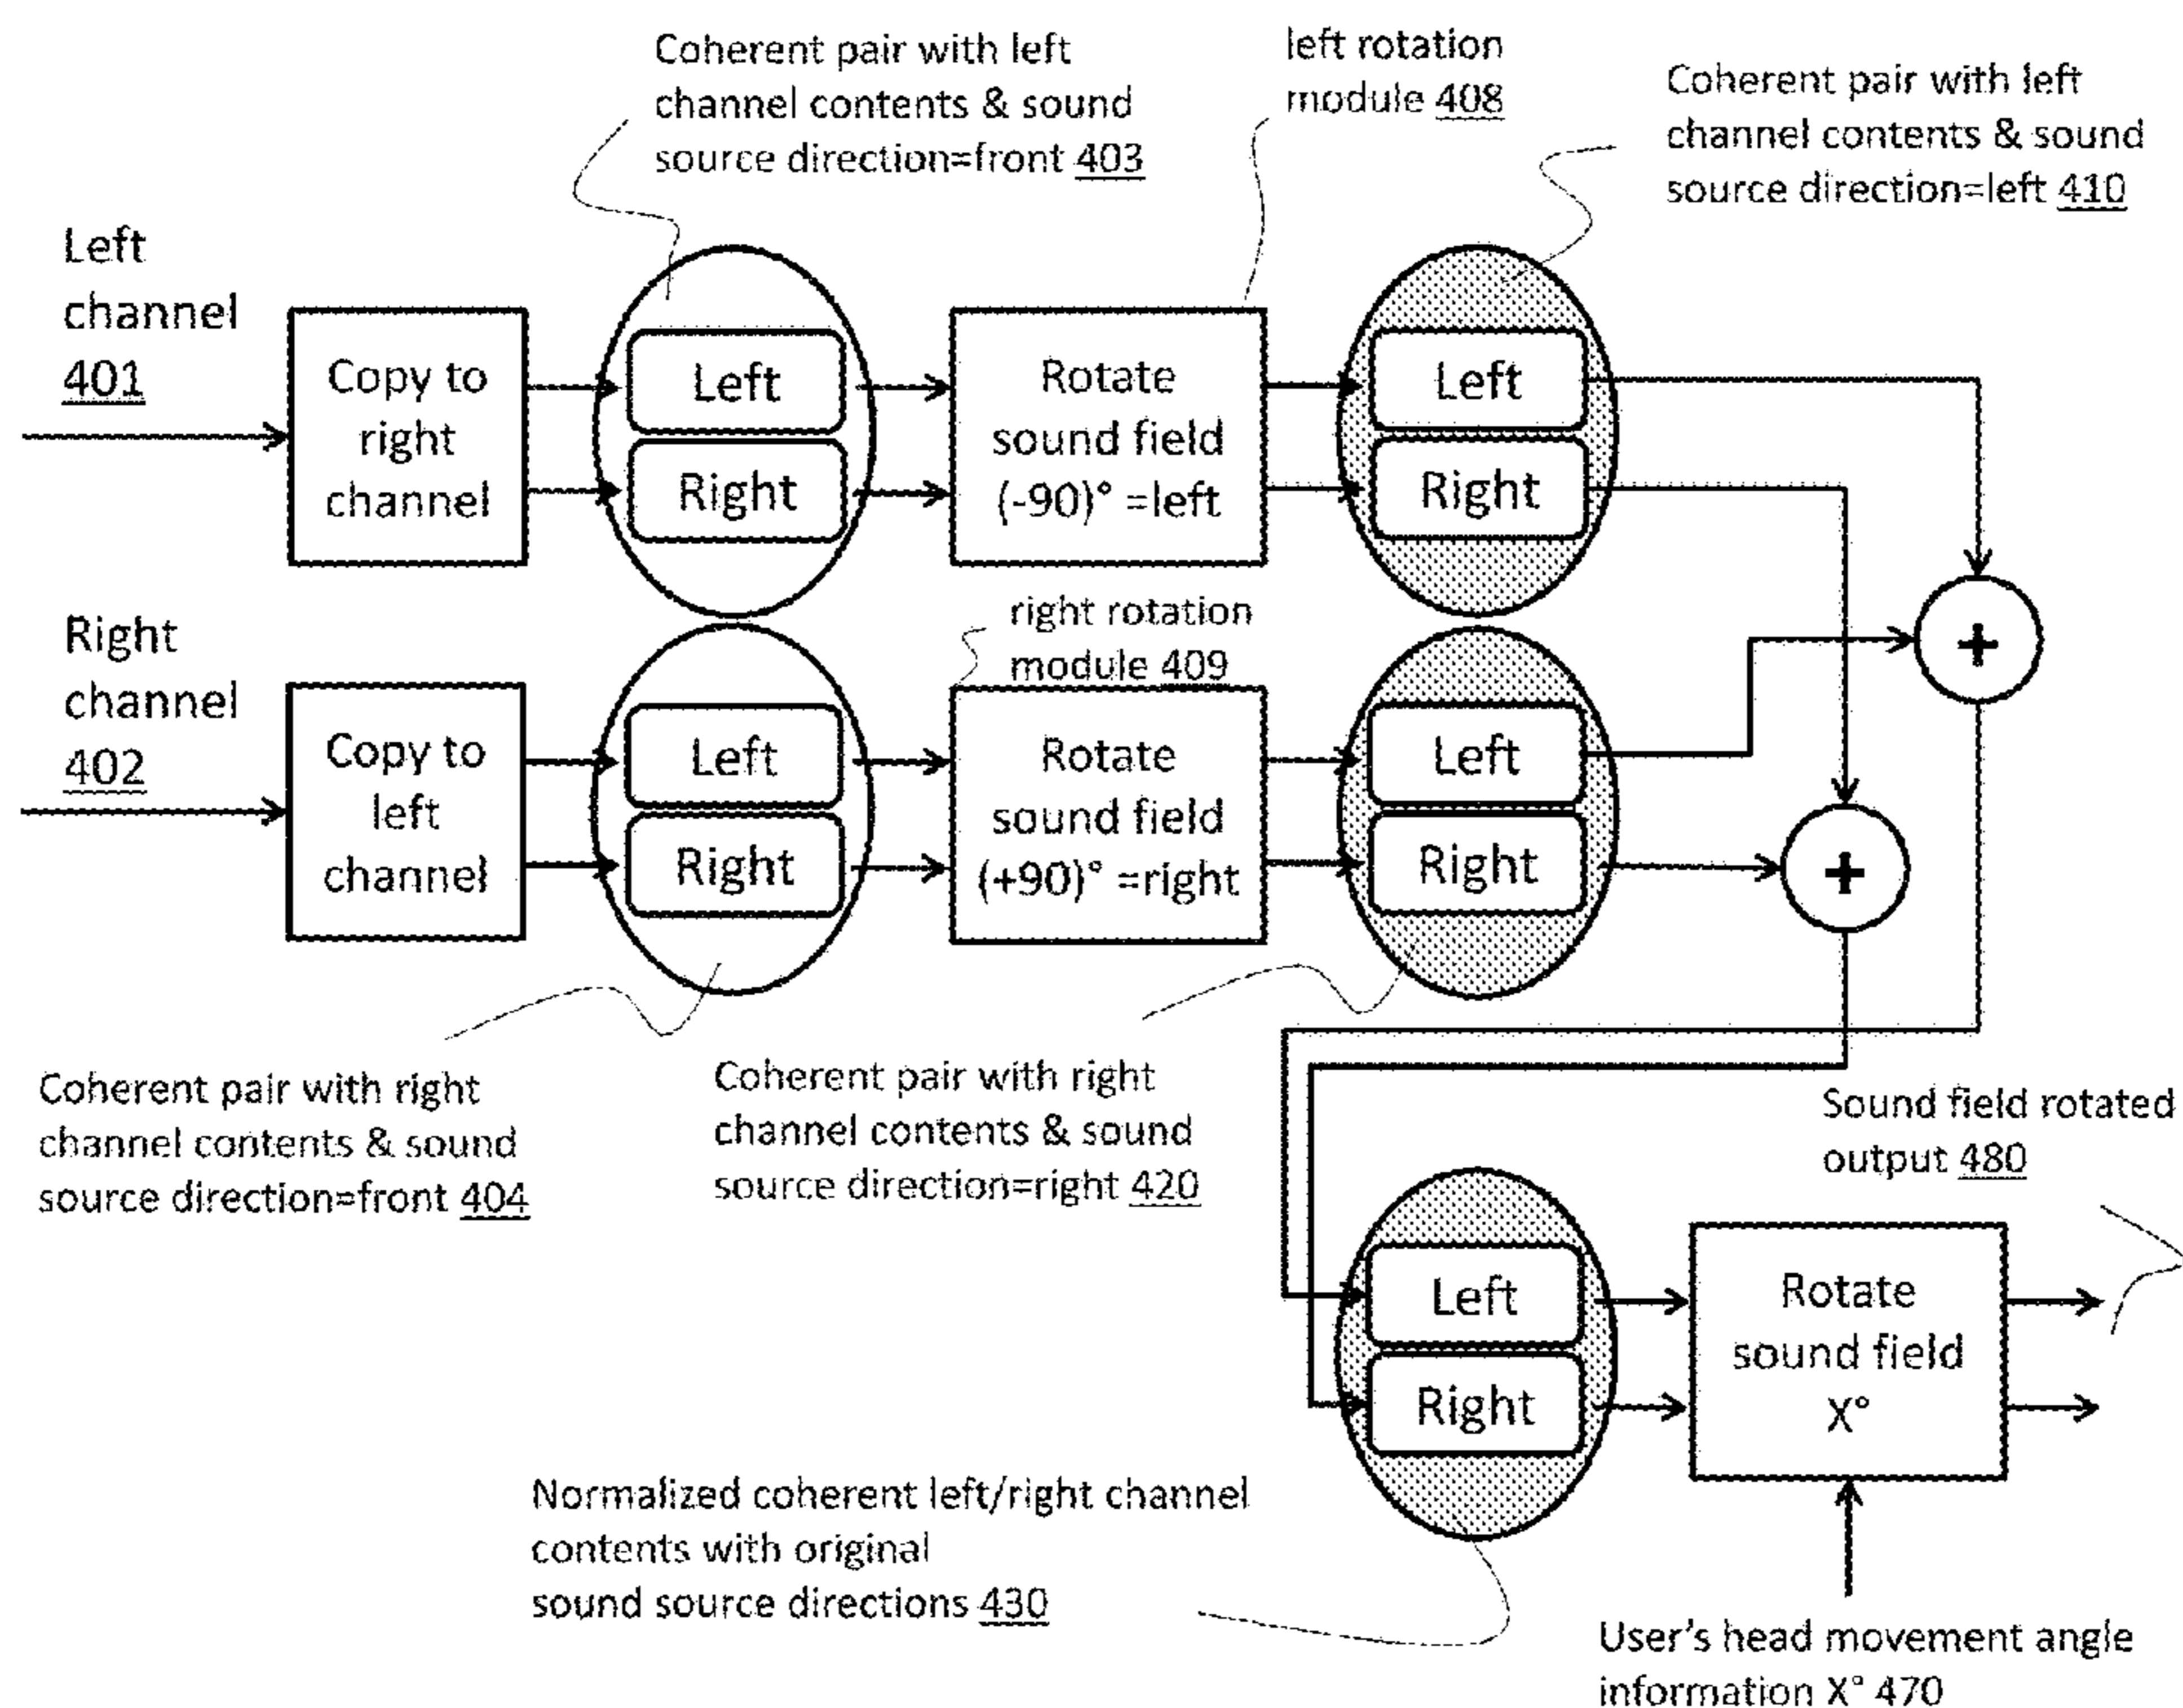 Coherent pair with left
channel contents & sound
source direction=front 403
left rotation
module 408
Coherent pair with left
channel contents & sound
source direction=left 410
Left
channel
401
Copy to
right
channel
Left
Right
Rotate
sound field
(-90)° =left
Left
Right
+
Right
channel
402
Copy to
left
channel
Left
Right
right rotation
module 409
Rotate
sound field
(+90)° =right
Left
Right
+
Coherent pair with right
channel contents & sound
source direction=front 404
Coherent pair with right
channel contents & sound
source direction=right 420
Sound field rotated
output 480
Left
Right
Rotate
sound field
X°
Normalized coherent left/right channel
contents with original
sound source directions 430
User's head movement angle
information X° 470